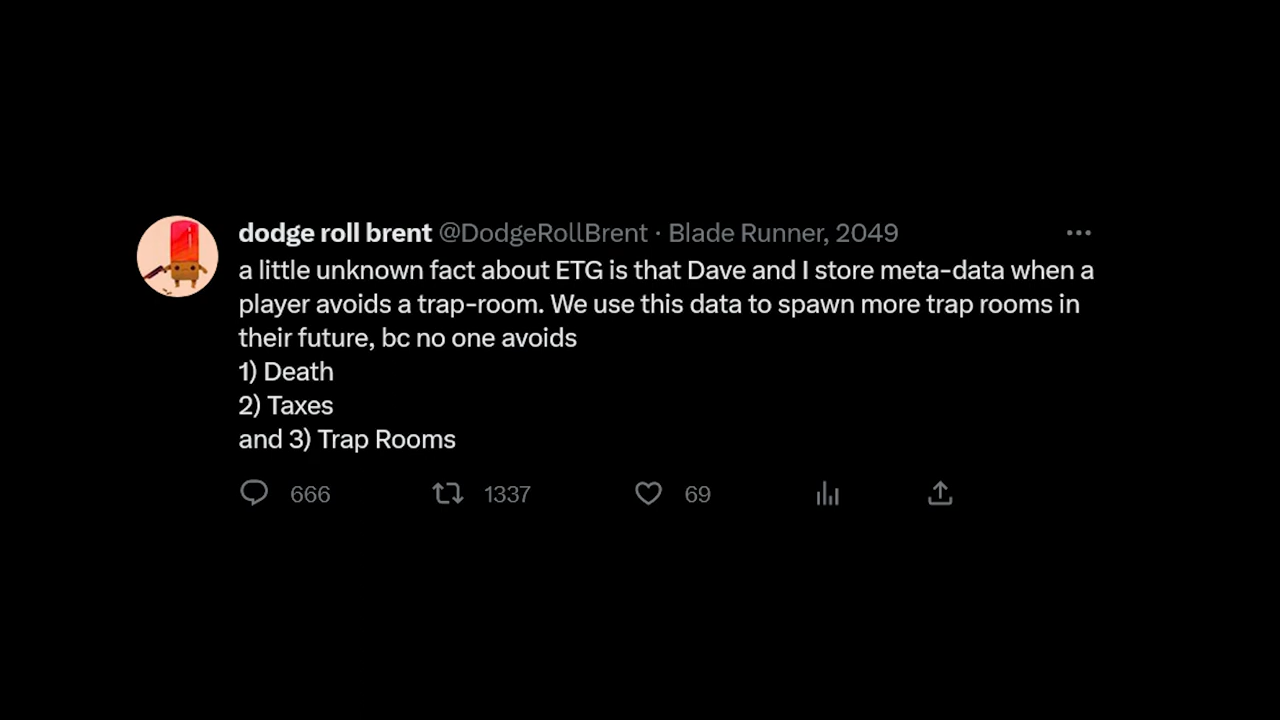 dodge roll brent @DodgeRollBrent · Blade Runner, 2049
a little unknown fact about ETG is that Dave and I store meta-data when a
player avoids a trap-room. We use this data to spawn more trap rooms in
their future, bc no one avoids
1) Death
2) Taxes
and 3) Trap Rooms
666 1337 69